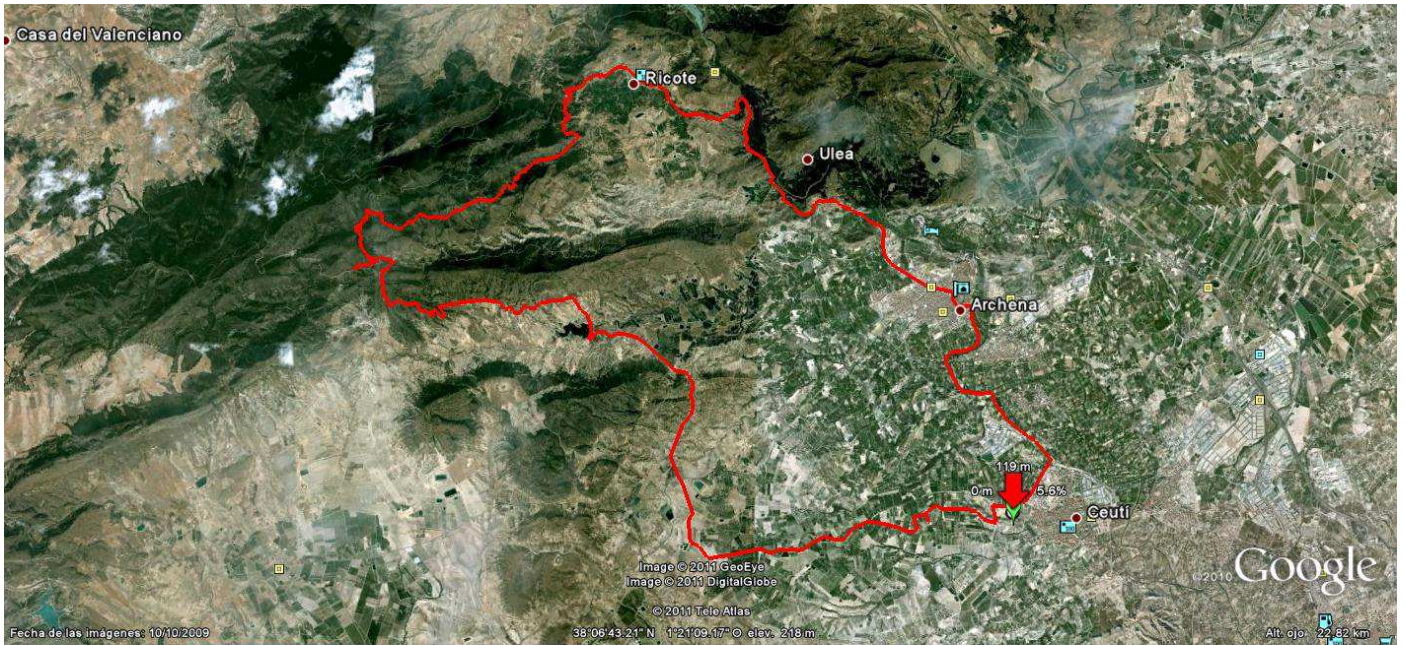 Casa del Valenciano
Ricote
Ulea
Archena
119 m
0 m 5.6%
Ceutí
Image © 2011 GeoEye
Image © 2011 DigitalGlobe
© 2011 Tele Atlas
©2010 Google
Fecha de las imágenes: 10/10.2009 38°06'43.21" N 1°21'09.17" O elev. 218 m Alt. ojo 22.82 km